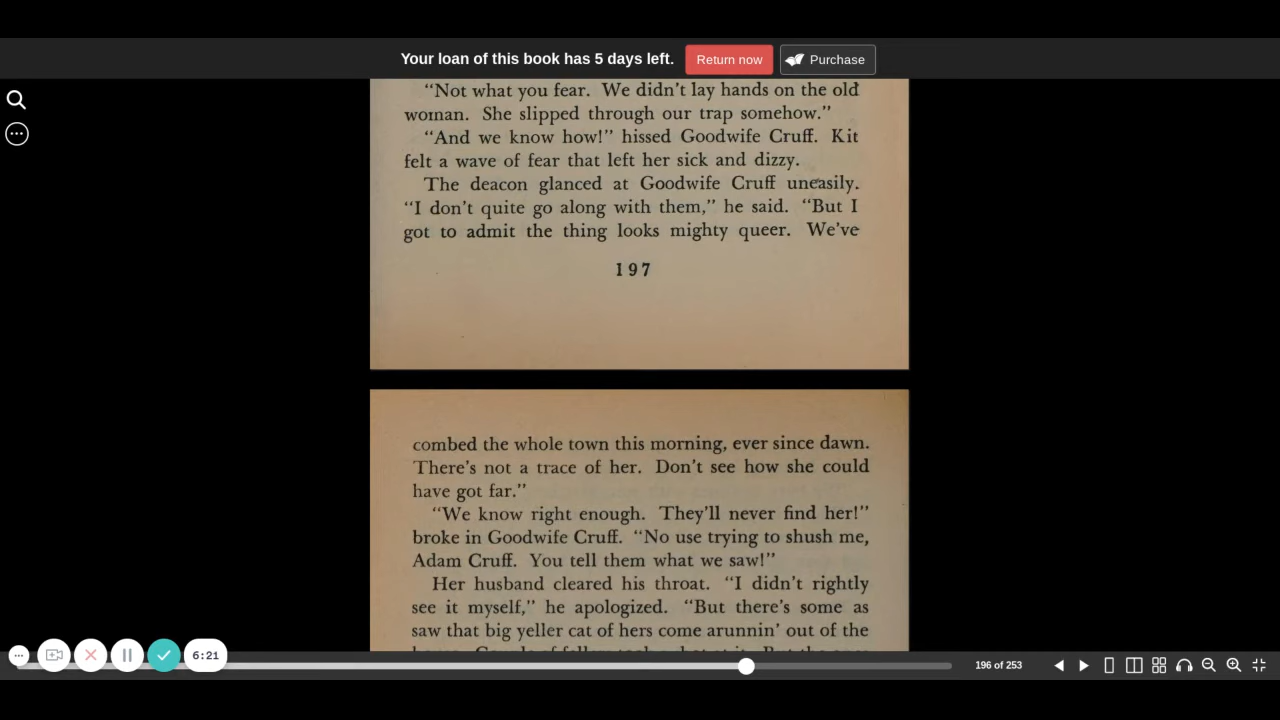 Your loan of this book has 5 days left. Return now Purchase
“Not what you fear. We didn’t lay hands on the old
woman. She slipped through our trap somehow.”
“And we know how!” hissed Goodwife Cruff. Kit
felt a wave of fear that left her sick and dizzy.
The deacon glanced at Goodwife Cruff uneasily.
“I don’t quite go along with them,” he said. “But I
got to admit the thing looks mighty queer. We’ve
197
combed the whole town this morning, ever since dawn.
There’s not a trace of her. Don’t see how she could
have got far.”
“We know right enough. They’ll never find her!”
broke in Goodwife Cruff. “No use trying to shush me,
Adam Cruff. You tell them what we saw!”
Her husband cleared his throat. “I didn’t rightly
see it myself,” he apologized. “But there’s some as
saw that big yeller cat of hers come arunnin’ out of the
6:21
196 of 253